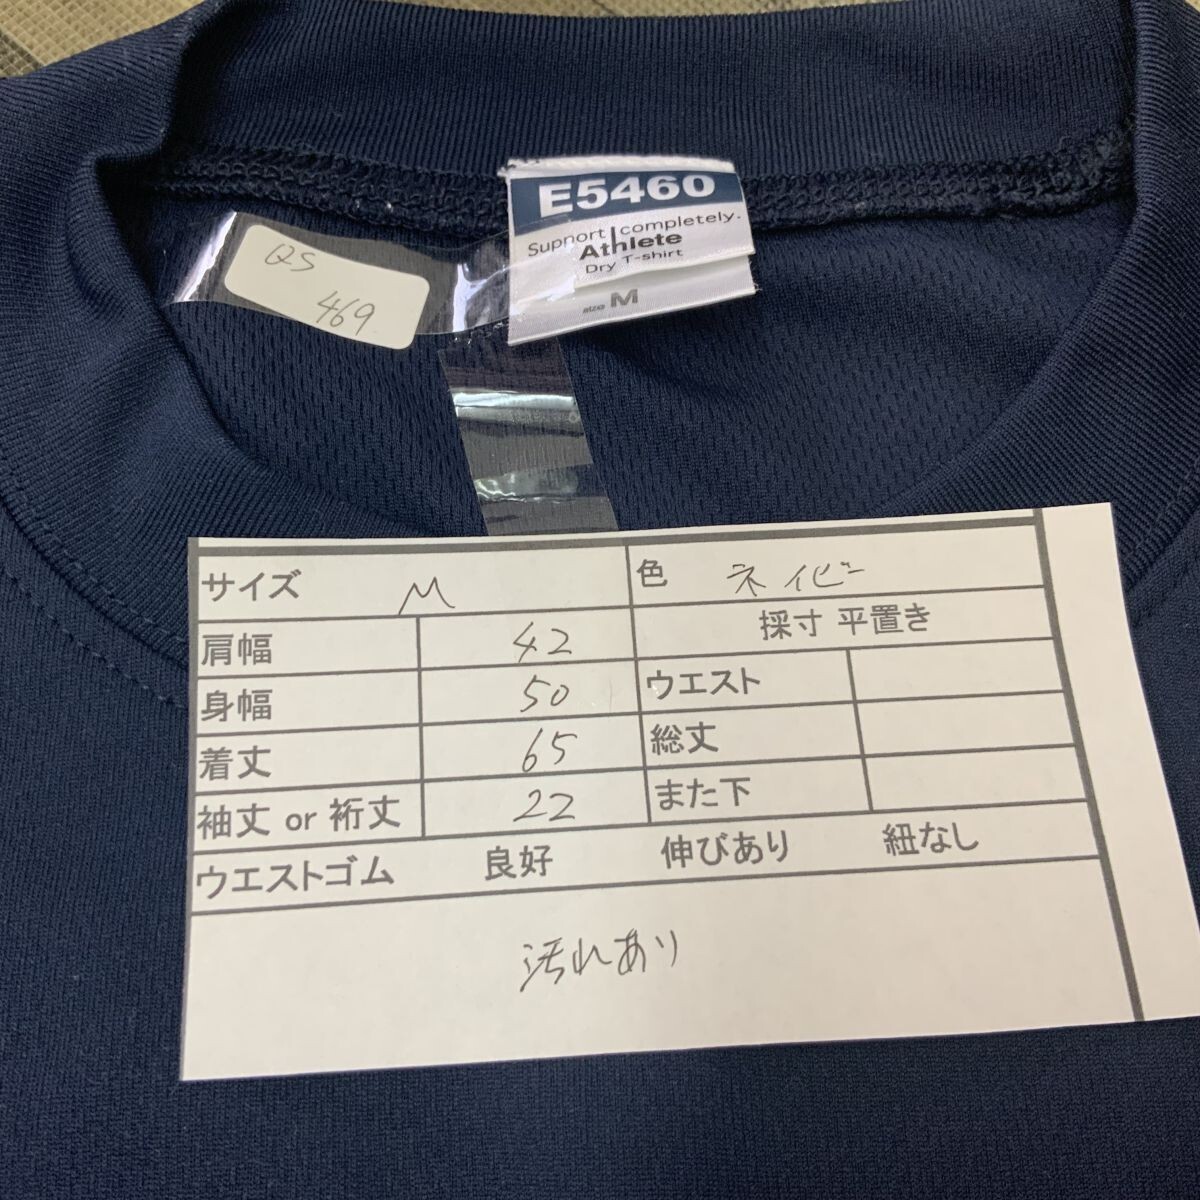 E5460
Support completely.
Athlete
Dry T-shirt
size M
QS
469
サイズ M 色 ネイビー
肩幅 42 採寸 平置き
身幅 50 ウエスト
着丈 65 総丈
袖丈 or 裄丈 22 また下
ウエストゴム 良好 伸びあり 紐なし
汚れあり